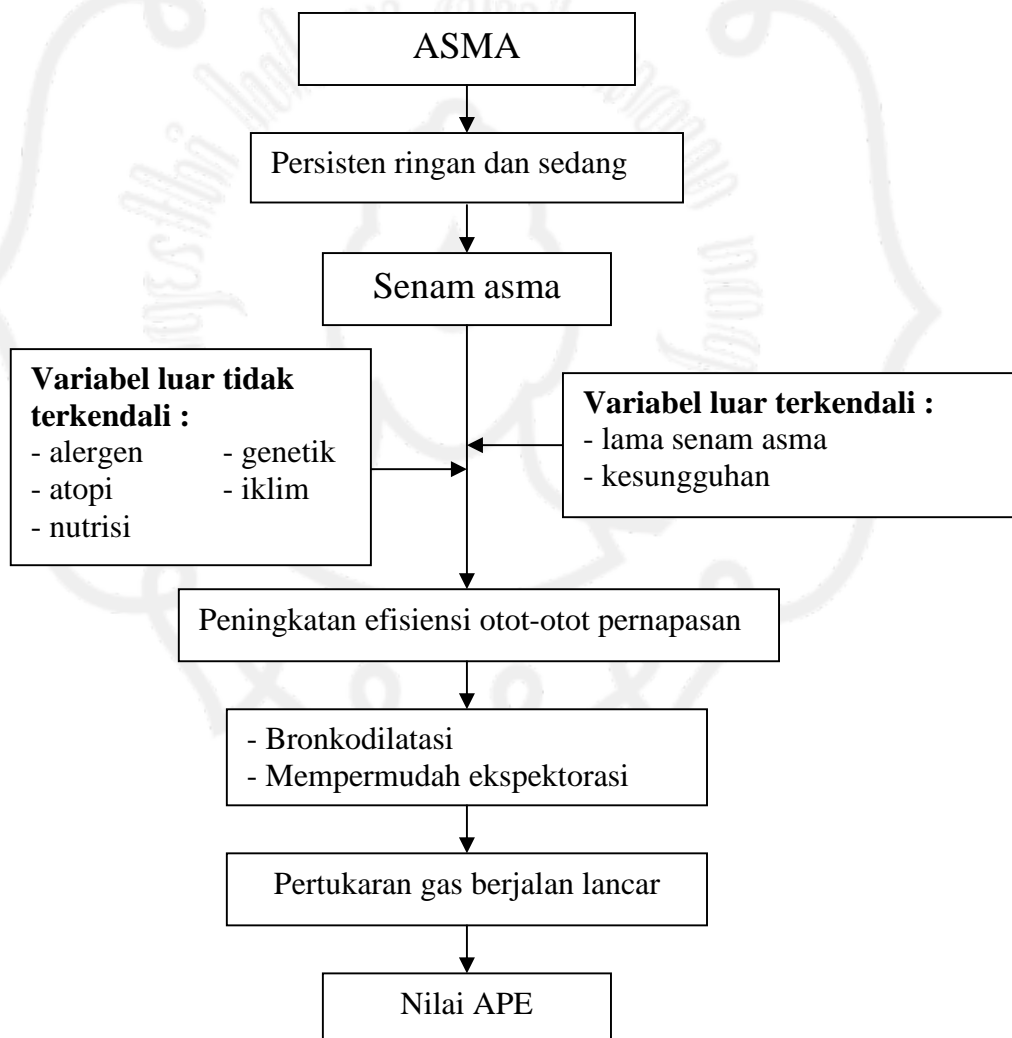 ASMA
Persisten ringan dan sedang
Senam asma
Variabel luar tidak
terkendali :
- alergen - genetik
- atopi - iklim
- nutrisi
Variabel luar terkendali :
- lama senam asma
- kesungguhan
Peningkatan efisiensi otot-otot pernapasan
- Bronkodilatasi
- Mempermudah ekspektorasi
Pertukaran gas berjalan lancar
Nilai APE